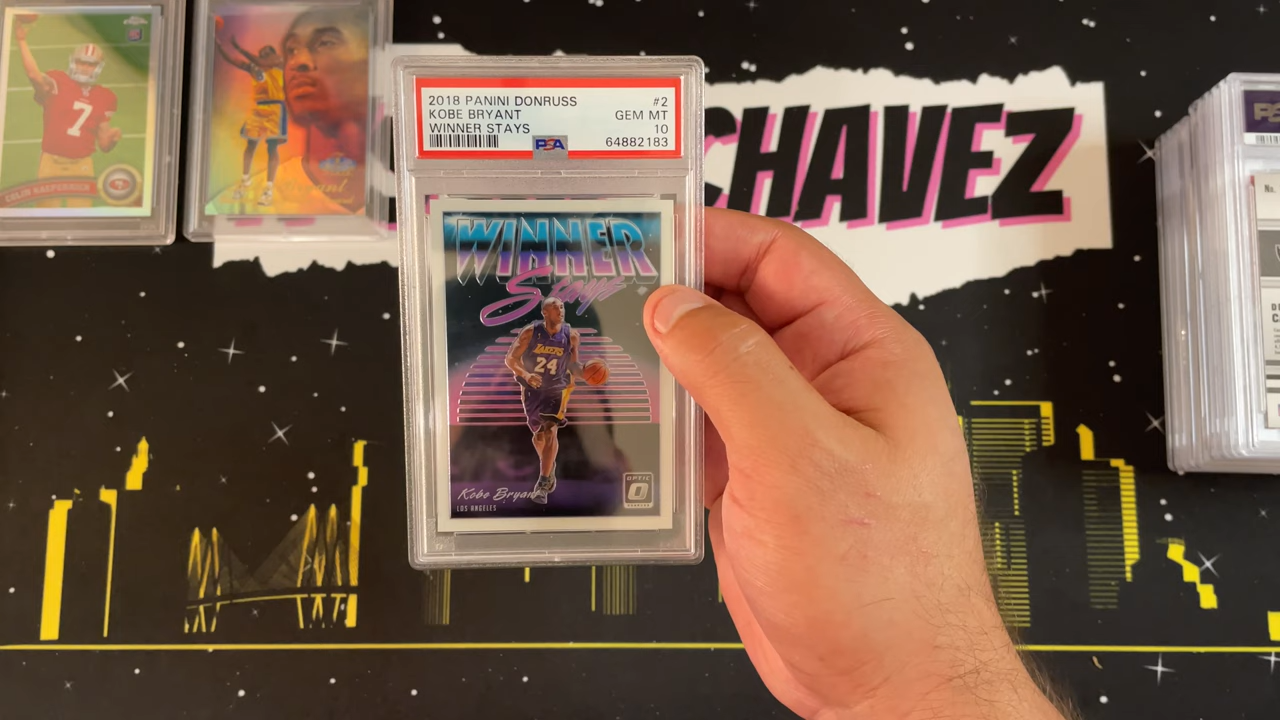 2018 PANINI DONRUSS #2
KOBE BRYANT GEM MT
WINNER STAYS 10
PSA 64882183
CHAVEZ
WINNER
Stays
LAKERS
24
Kobe Bryant
LOS ANGELES
OPTIC
7
COLIN KAEPERNICK
No.